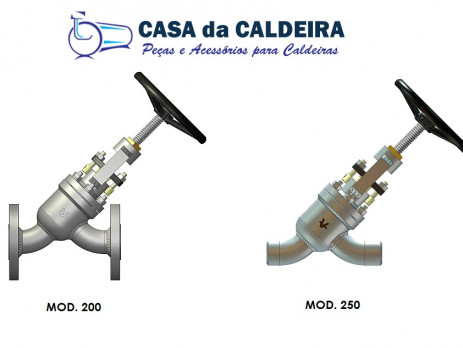 CASA da CALDEIRA
Peças e Acessórios para Caldeiras
MOD. 200
MOD. 250